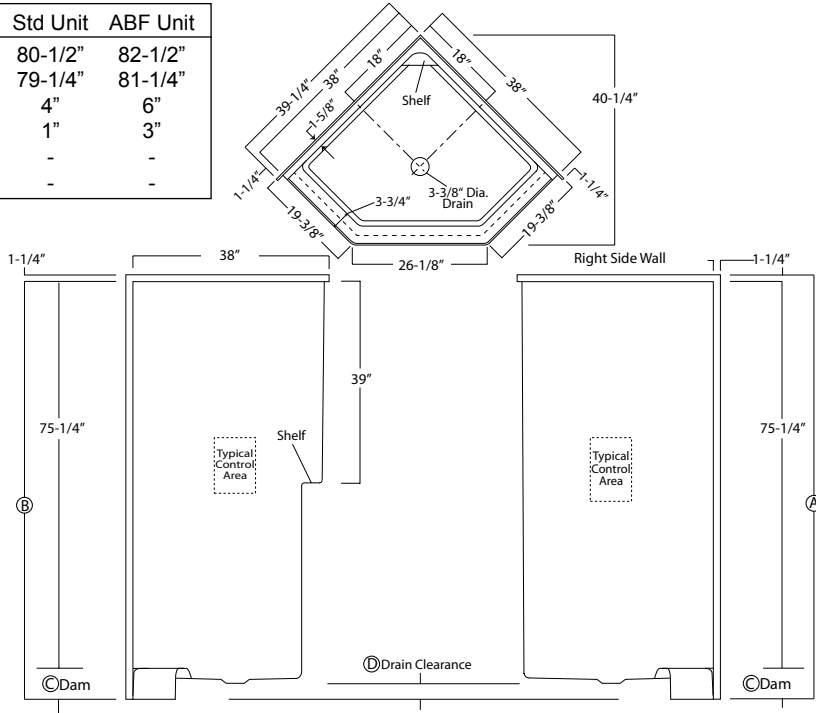 Std Unit ABF Unit
80-1/2” 82-1/2”
79-1/4” 81-1/4”
4” 6”
1” 3”
- -
- -
39-1/4”
38”
18”
18”
38”
40-1/4”
Shelf
1-5/8”
1-1/4”
3-3/4”
3-3/8“ Dia.
Drain
1-1/4”
19-3/8”
19-3/8”
26-1/8”
1-1/4”
38”
Right Side Wall
1-1/4”
39”
75-1/4”
Shelf
Typical
Control
Area
Typical
Control
Area
75-1/4”
B
A
C Dam
D Drain Clearance
C Dam